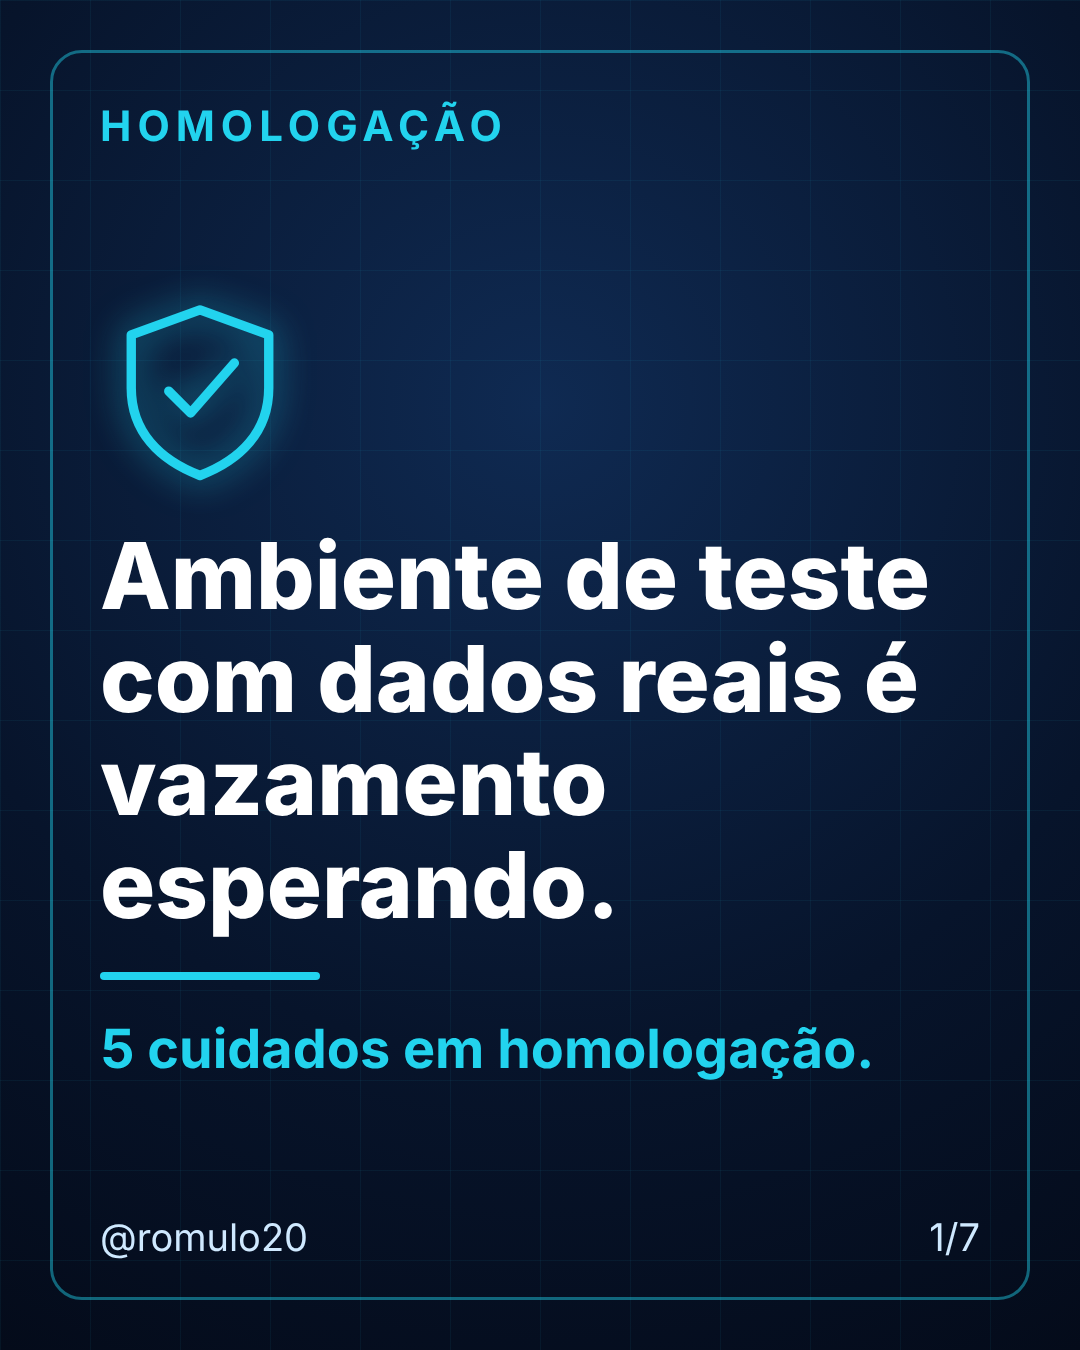 HOMOLOGAÇÃO
Ambiente de teste
com dados reais é
vazamento
esperando.
5 cuidados em homologação.
@romulo20
1/7